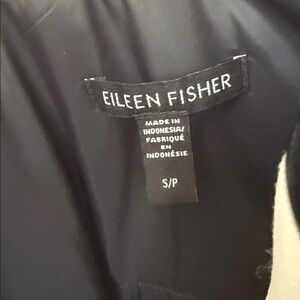 EILEEN FISHER
MADE IN
INDONESIA/
FABRIQUÉ
EN
INDONÉSIE
S/P